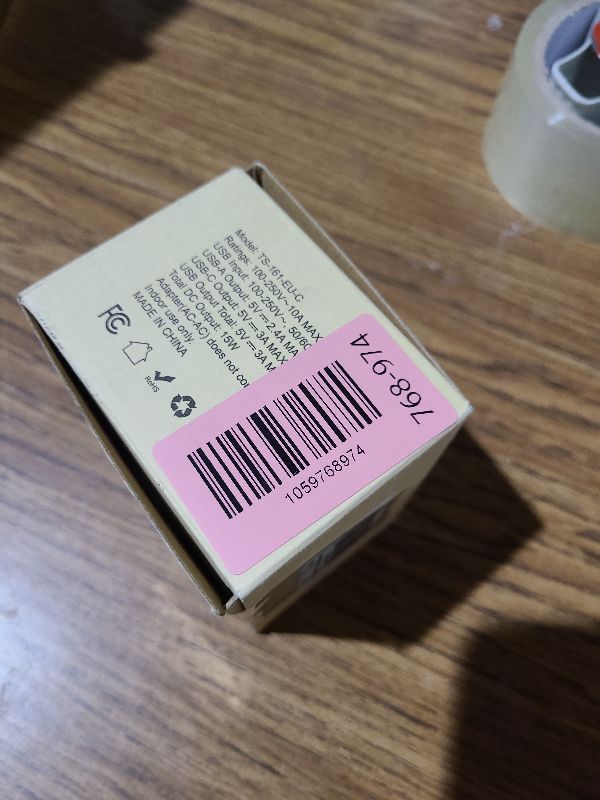 Model: TS-161-EU-C
Ratings: 100-250V~ 10A MAX
USB Input: 100-250V~ 50/60
USB-A Output: 5V⎓2.4A MA
USB-C Output: 5V⎓3A MAX
USB Output Total: 5V⎓3A M
Total DC Output: 15W
Adapter(AC-AC) does not co
Indoor use only.
MADE IN CHINA
FC
RoHS
1059768974
768-974